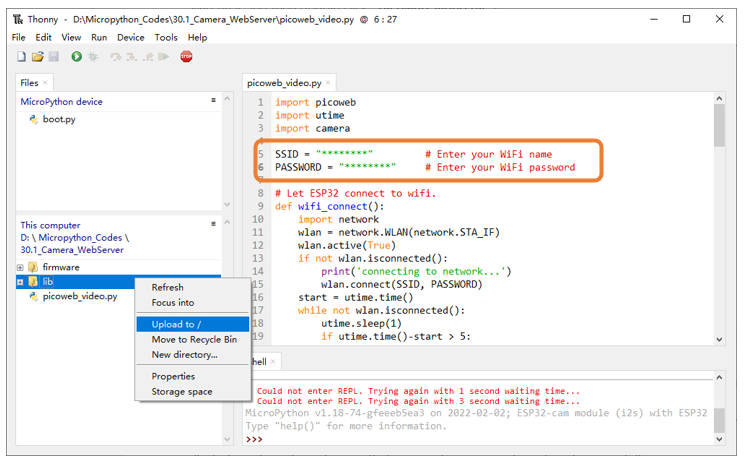 Thonny - D:\Micropython_Codes\30.1_Camera_WebServer\picoweb_video.py @ 6 : 27
File Edit View Run Device Tools Help
STOP
Files ×
MicroPython device
boot.py
This computer
D: \ Micropython_Codes \
30.1_Camera_WebServer
firmware
lib
picoweb_video.py
Refresh
Focus into
Upload to /
Move to Recycle Bin
New directory...
Properties
Storage space
picoweb_video.py ×
1 import picoweb
2 import utime
3 import camera
4
5 SSID = "********" # Enter your WiFi name
6 PASSWORD = "********" # Enter your WiFi password
7
8 # Let ESP32 connect to wifi.
9 def wifi_connect():
10 import network
11 wlan = network.WLAN(network.STA_IF)
12 wlan.active(True)
13 if not wlan.isconnected():
14 print('connecting to network...')
15 wlan.connect(SSID, PASSWORD)
16 start = utime.time()
17 while not wlan.isconnected():
18 utime.sleep(1)
19 if utime.time()-start > 5:
hell ×
Could not enter REPL. Trying again with 1 second waiting time...
Could not enter REPL. Trying again with 3 second waiting time...
MicroPython v1.18-74-gfeeeb5ea3 on 2022-02-02; ESP32-cam module (i2s) with ESP32
Type "help()" for more information.
>>>